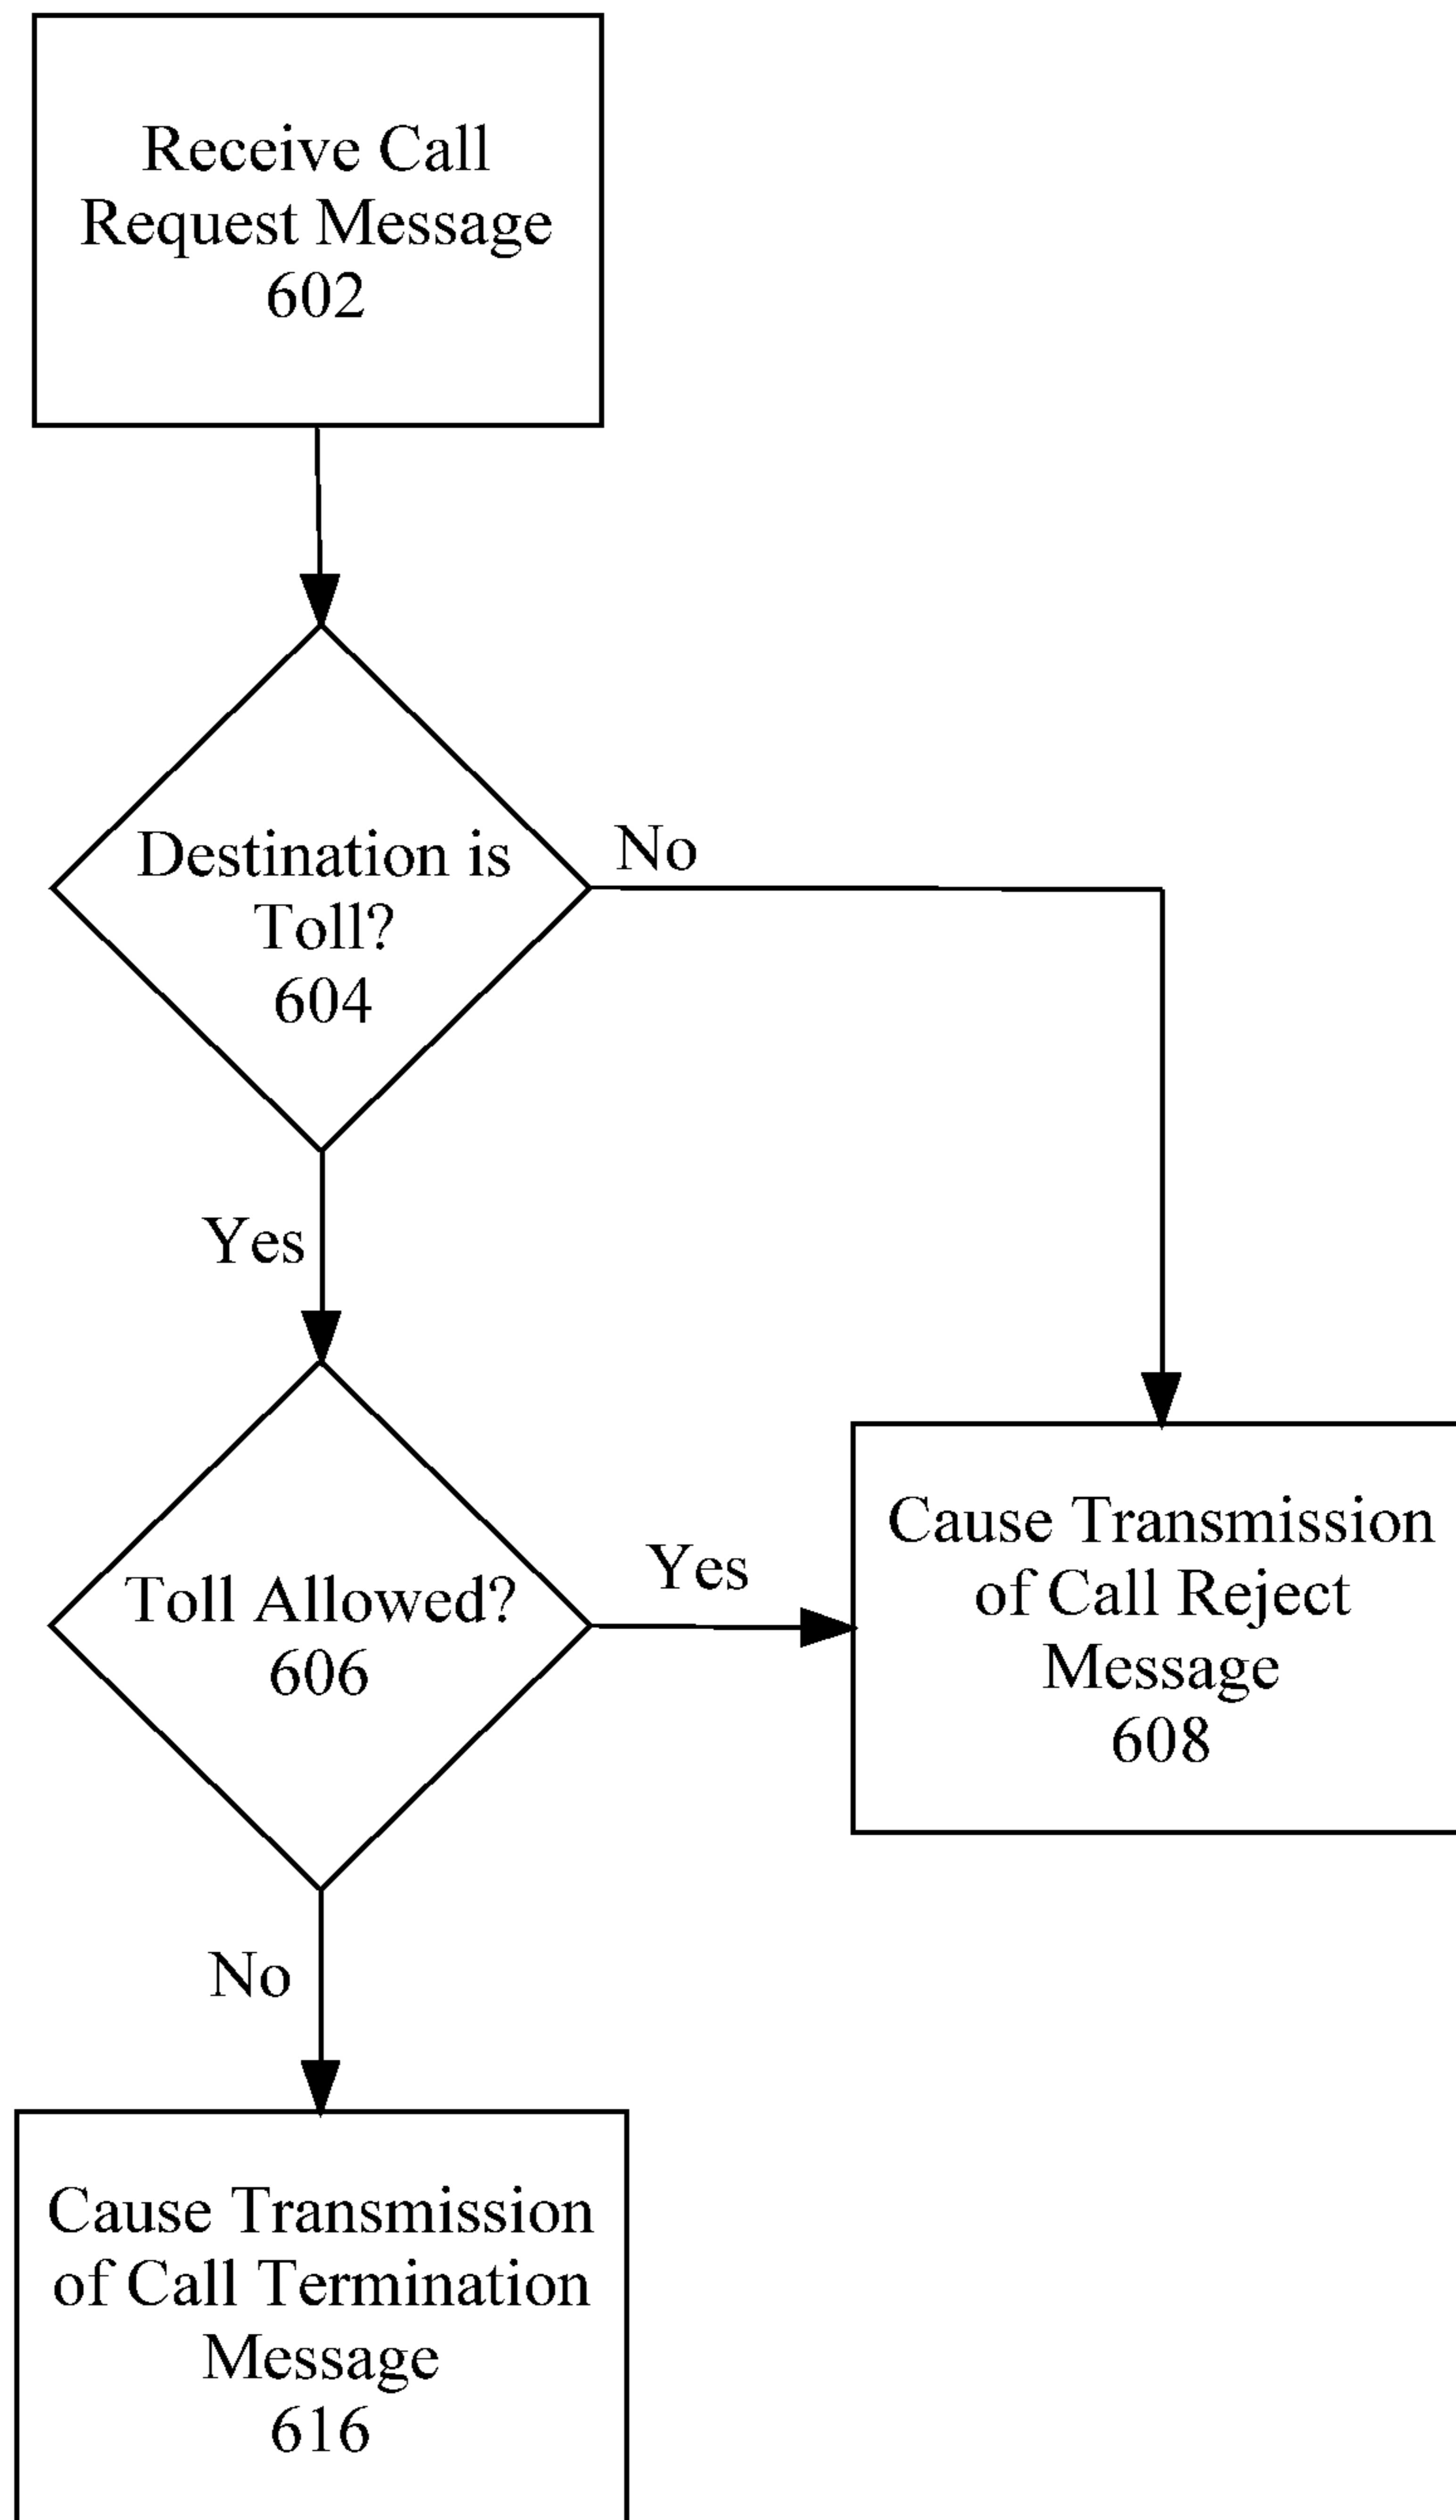 Receive Call
Request Message
602
Destination is
Toll?
604
No
Yes
Toll Allowed?
606
Yes
Cause Transmission
of Call Reject
Message
608
No
Cause Transmission
of Call Termination
Message
616